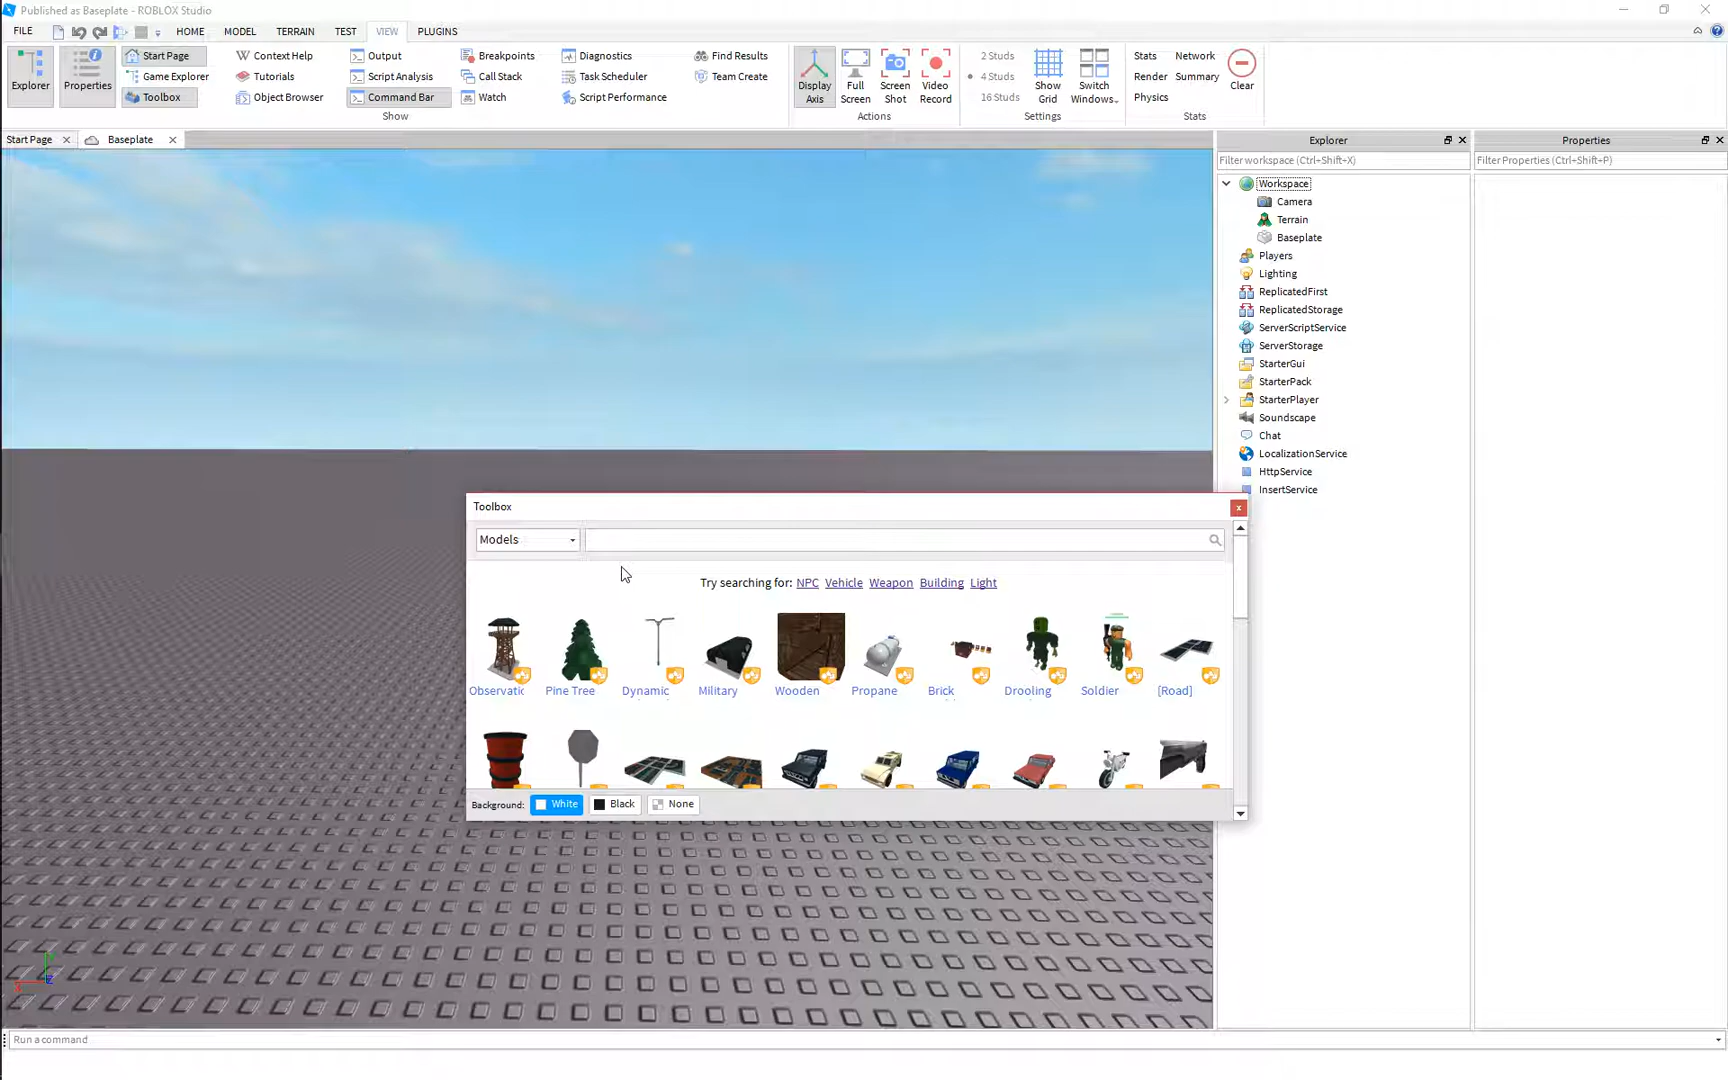 Published as Baseplate - ROBLOX Studio
FILE HOME MODEL TERRAIN TEST VIEW PLUGINS
Explorer
Properties
Start Page
Game Explorer
Toolbox
Context Help
Tutorials
Object Browser
Output
Script Analysis
Command Bar
Breakpoints
Call Stack
Watch
Diagnostics
Task Scheduler
Script Performance
Find Results
Team Create
Show
Display Axis
Full Screen
Screen Shot
Video Record
Actions
2 Studs
4 Studs
16 Studs
Show Grid
Switch Windows
Settings
Stats
Render
Physics
Network
Summary
Clear
Stats
Start Page
Baseplate
Explorer
Filter workspace (Ctrl+Shift+X)
Workspace
Camera
Terrain
Baseplate
Players
Lighting
ReplicatedFirst
ReplicatedStorage
ServerScriptService
ServerStorage
StarterGui
StarterPack
StarterPlayer
Soundscape
Chat
LocalizationService
HttpService
InsertService
Properties
Filter Properties (Ctrl+Shift+P)
Toolbox
x
Models
Try searching for: NPC Vehicle Weapon Building Light
Observatic Pine Tree Dynamic Military Wooden Propane Brick Drooling Soldier [Road]
Background: White Black None
Run a command